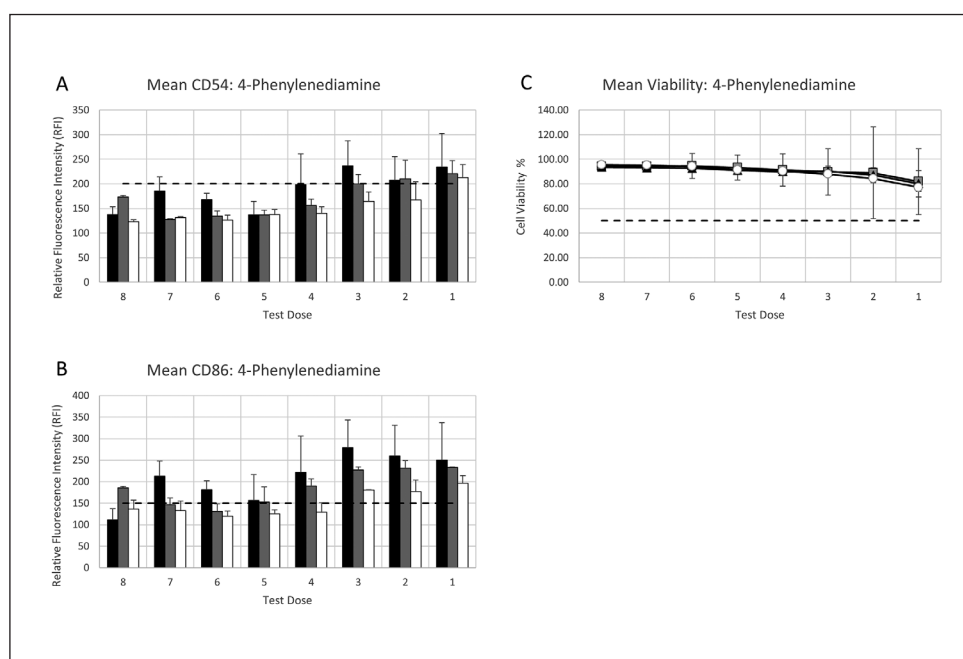 A
Mean CD54: 4-Phenylenediamine
Relative Fluorescence Intensity (RFI)
350
300
250
200
150
100
50
0
8 7 6 5 4 3 2 1
Test Dose
B
Mean CD86: 4-Phenylenediamine
Relative Fluorescence Intensity (RFI)
400
350
300
250
200
150
100
50
0
8 7 6 5 4 3 2 1
Test Dose
C
Mean Viability: 4-Phenylenediamine
Cell Viability %
140.00
120.00
100.00
80.00
60.00
40.00
20.00
0.00
8 7 6 5 4 3 2 1
Test Dose